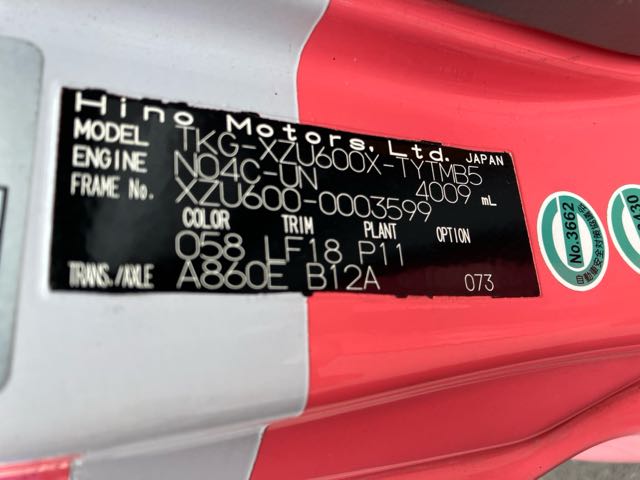 Hino Motors, Ltd. JAPAN
MODEL TKG-XZU600X-TYTMB5
ENGINE N04C-UN 4009 mL
FRAME No. XZU600-0003599
COLOR TRIM PLANT OPTION
058 LF18 P11
TRANS./AXLE A860E B12A 073
No.3662